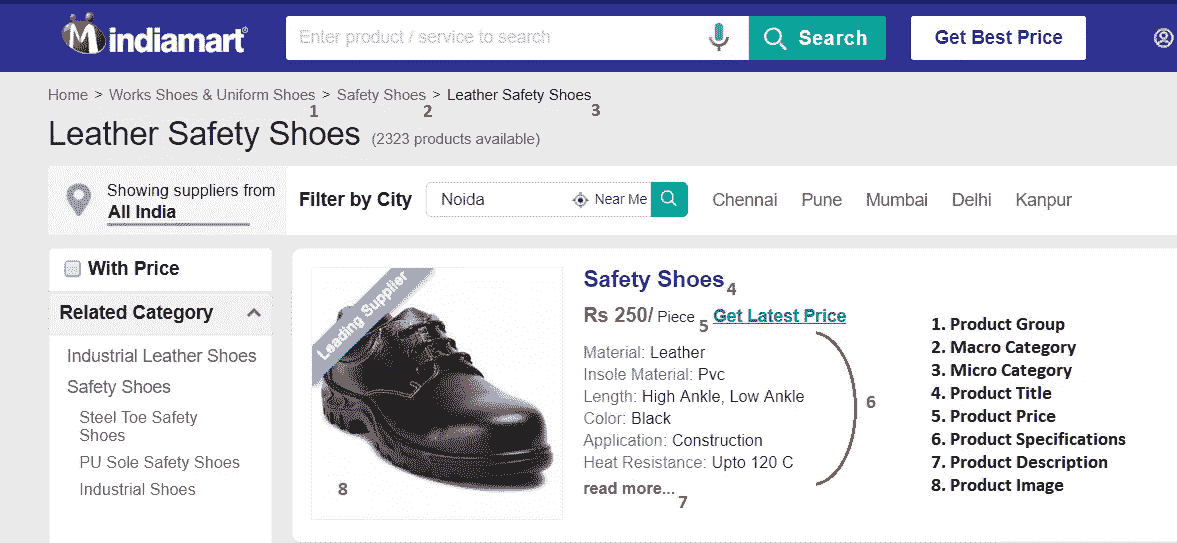 indiamart®
Enter product / service to search
Search
Get Best Price
Home > Works Shoes & Uniform Shoes > Safety Shoes > Leather Safety Shoes
1 2 3
Leather Safety Shoes (2323 products available)
Showing suppliers from
All India
Filter by City
Noida
Near Me
Chennai Pune Mumbai Delhi Kanpur
With Price
Related Category
Industrial Leather Shoes
Safety Shoes
Steel Toe Safety
Shoes
PU Sole Safety Shoes
Industrial Shoes
Leading Supplier
8
Safety Shoes 4
Rs 250/ Piece 5 Get Latest Price
Material: Leather
Insole Material: Pvc
Length: High Ankle, Low Ankle
Color: Black
Application: Construction
Heat Resistance: Upto 120 C
read more... 7
6
1. Product Group
2. Macro Category
3. Micro Category
4. Product Title
5. Product Price
6. Product Specifications
7. Product Description
8. Product Image